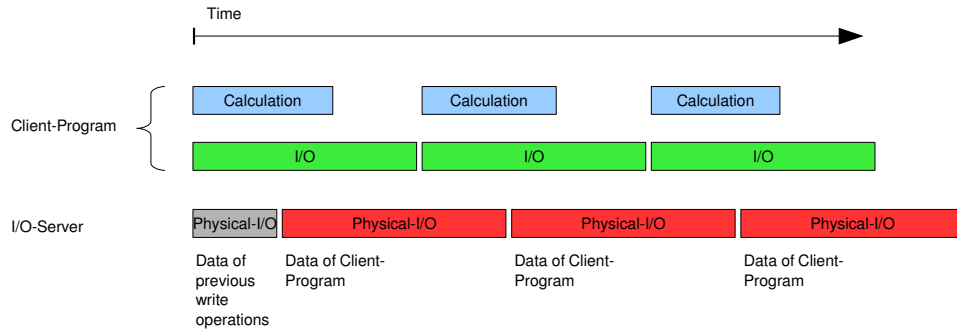 Time
Calculation Calculation Calculation
Client-Program
I/O I/O I/O
I/O-Server
Physical-I/O Physical-I/O Physical-I/O Physical-I/O
Data of
previous
write
operations
Data of Client-
Program
Data of Client-
Program
Data of Client-
Program